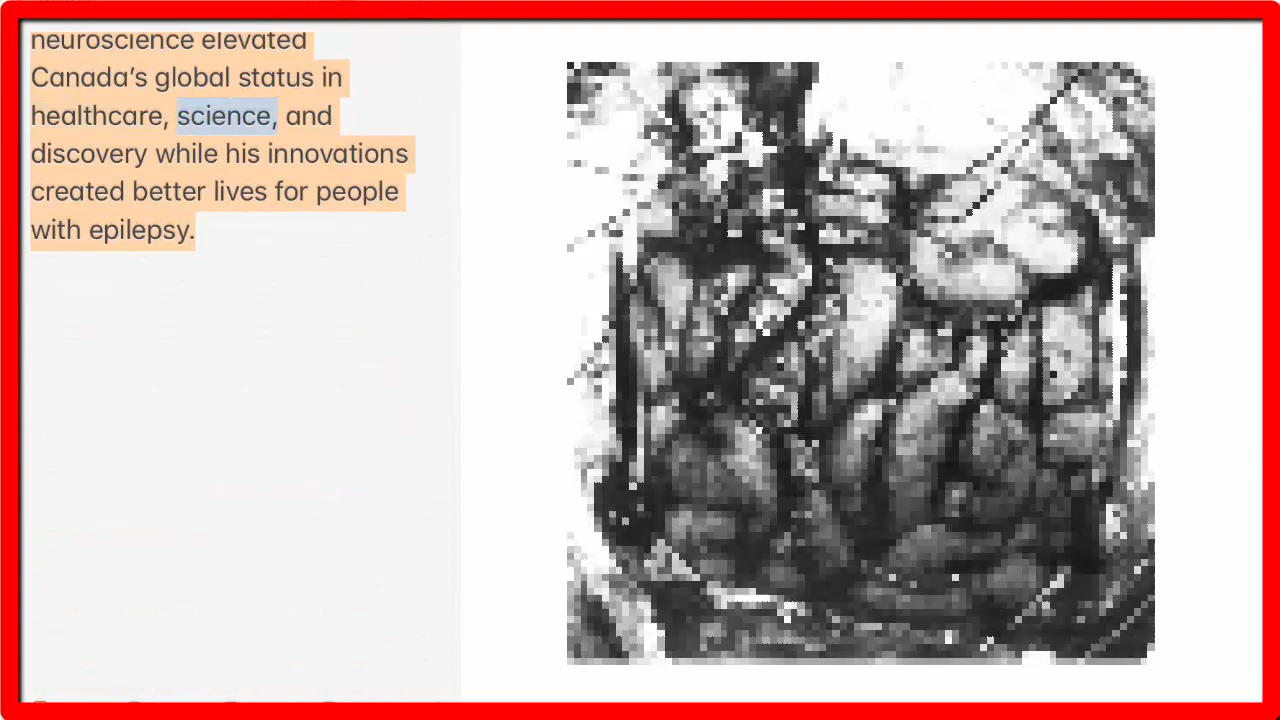 neuroscience elevated
Canada’s global status in
healthcare, science, and
discovery while his innovations
created better lives for people
with epilepsy.